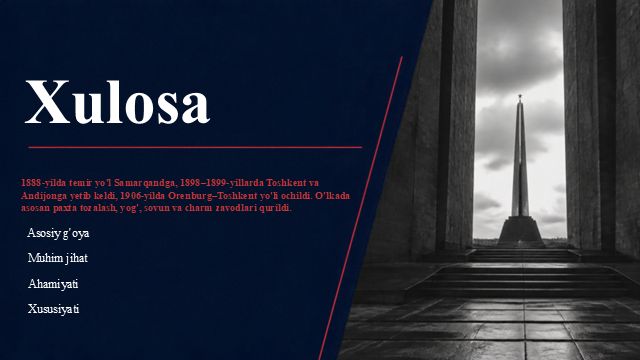 Xulosa
1888-yilda temir yo'l Samarqandga, 1898–1899-yillarda Toshkent va
Andijonga yetib keldi, 1906-yilda Orenburg–Toshkent yo'li ochildi. O'lkada
asosan paxta tozalash, yog', sovun va charm zavodlari qurildi.
Asosiy g'oya
Muhim jihat
Ahamiyati
Xususiyati